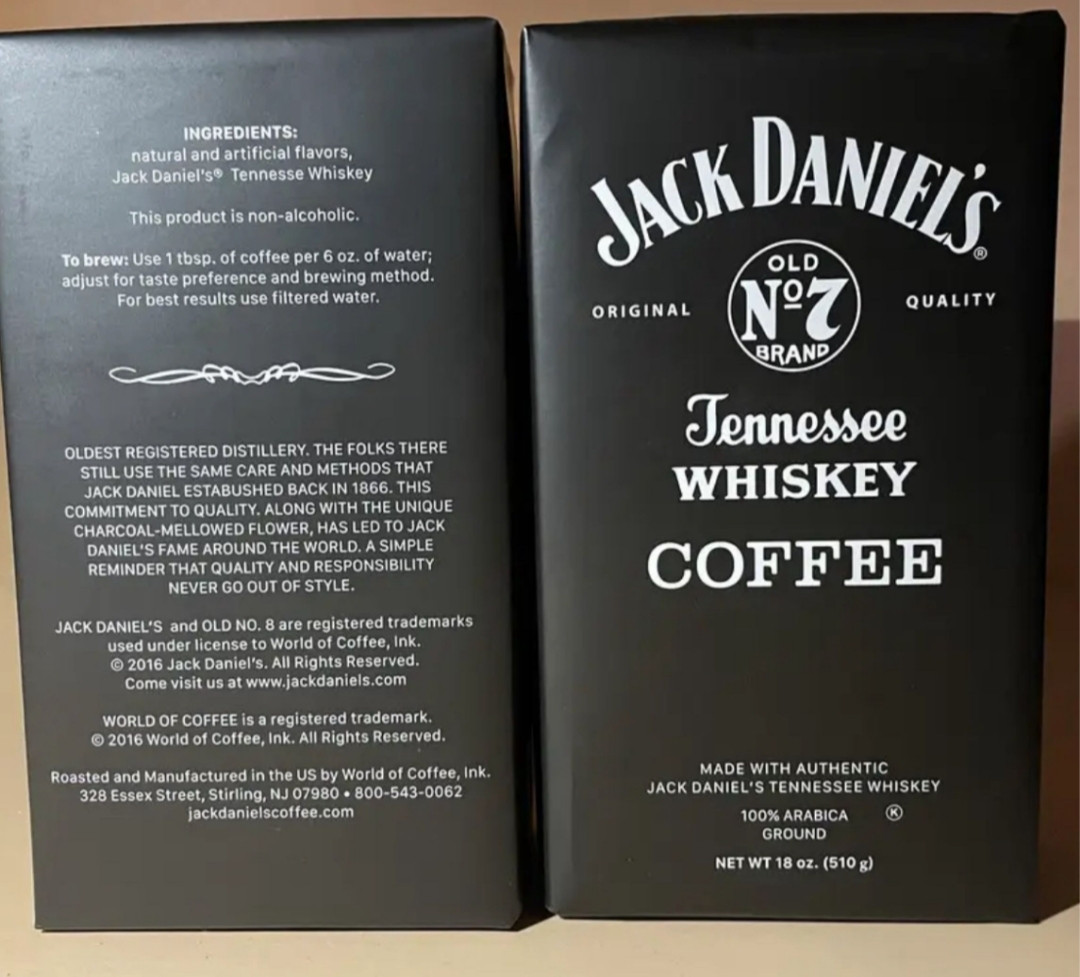 INGREDIENTS:
natural and artificial flavors,
Jack Daniel's® Tennesse Whiskey
This product is non-alcoholic.
To brew: Use 1 tbsp. of coffee per 6 oz. of water;
adjust for taste preference and brewing method.
For best results use filtered water.
OLDEST REGISTERED DISTILLERY. THE FOLKS THERE
STILL USE THE SAME CARE AND METHODS THAT
JACK DANIEL ESTABUSHED BACK IN 1866. THIS
COMMITMENT TO QUALITY. ALONG WITH THE UNIQUE
CHARCOAL-MELLOWED FLOWER, HAS LED TO JACK
DANIEL'S FAME AROUND THE WORLD. A SIMPLE
REMINDER THAT QUALITY AND RESPONSIBILITY
NEVER GO OUT OF STYLE.
JACK DANIEL'S and OLD NO. 8 are registered trademarks
used under license to World of Coffee, Ink.
© 2016 Jack Daniel's. All Rights Reserved.
Come visit us at www.jackdaniels.com
WORLD OF COFFEE is a registered trademark.
© 2016 World of Coffee, Ink. All Rights Reserved.
Roasted and Manufactured in the US by World of Coffee, Ink.
328 Essex Street, Stirling, NJ 07980 • 800-543-0062
jackdanielscoffee.com
JACK DANIEL'S®
OLD
ORIGINAL Nº7 QUALITY
BRAND
Tennessee
WHISKEY
COFFEE
MADE WITH AUTHENTIC
JACK DANIEL'S TENNESSEE WHISKEY
100% ARABICA Ⓚ
GROUND
NET WT 18 oz. (510 g)